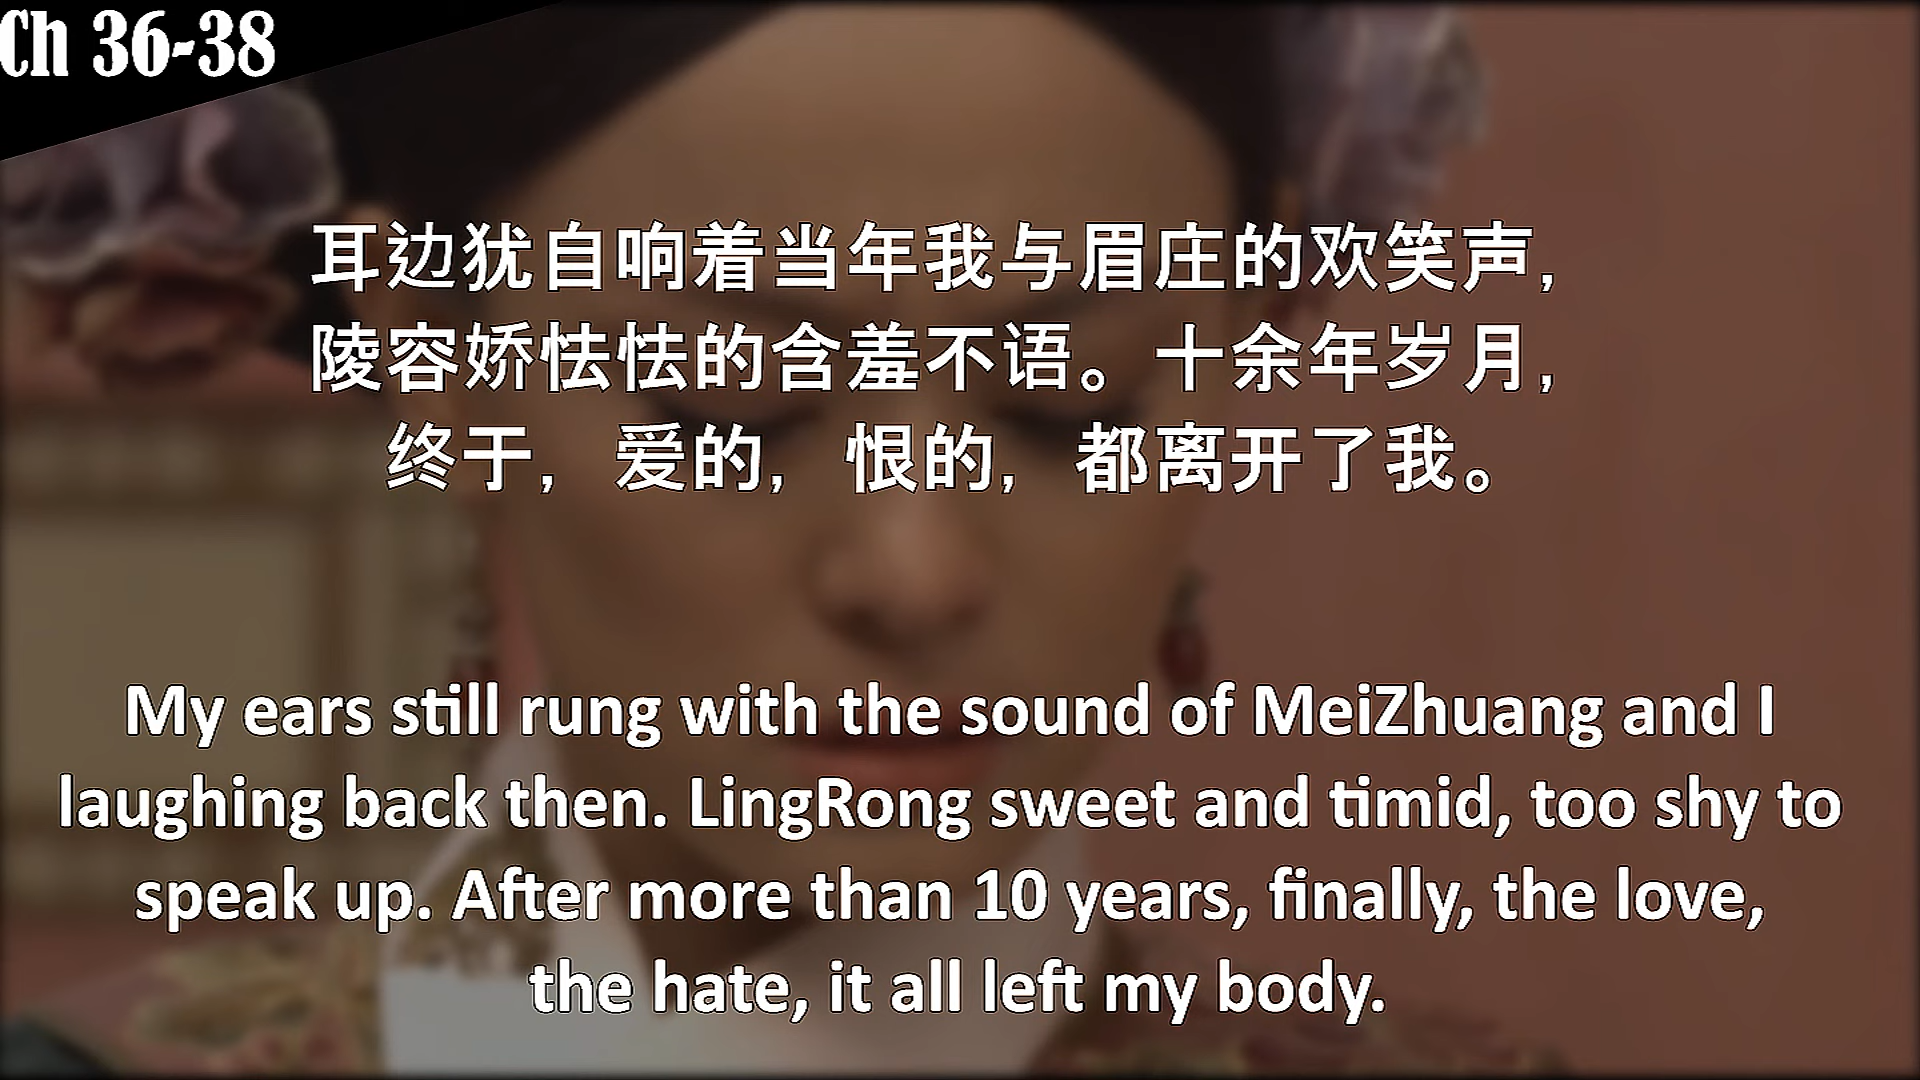 Ch 36-38
耳边犹自响着当年我与眉庄的欢笑声,
陵容娇怯怯的含羞不语。十余年岁月,
终于, 爱的, 恨的, 都离开了我。
My ears still rung with the sound of MeiZhuang and I
laughing back then. LingRong sweet and timid, too shy to
speak up. After more than 10 years, finally, the love,
the hate, it all left my body.